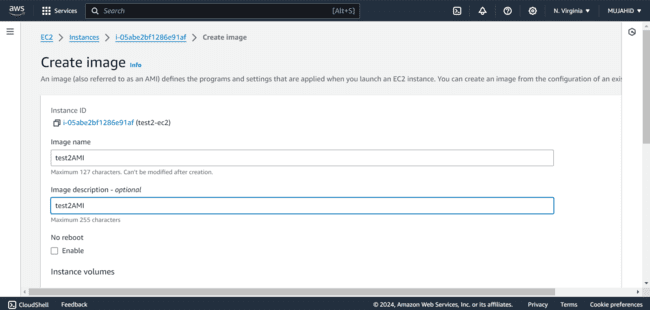 aws
Services
Search
[Alt+S]
N. Virginia
MUJAHID
EC2 > Instances > i-05abe2bf1286e91af > Create image
Create image Info
An image (also referred to as an AMI) defines the programs and settings that are applied when you launch an EC2 instance. You can create an image from the configuration of an exi
Instance ID
i-05abe2bf1286e91af (test2-ec2)
Image name
test2AMI
Maximum 127 characters. Can't be modified after creation.
Image description - optional
test2AMI
Maximum 255 characters
No reboot
Enable
Instance volumes
CloudShell Feedback © 2024, Amazon Web Services, Inc. or its affiliates. Privacy Terms Cookie preferences